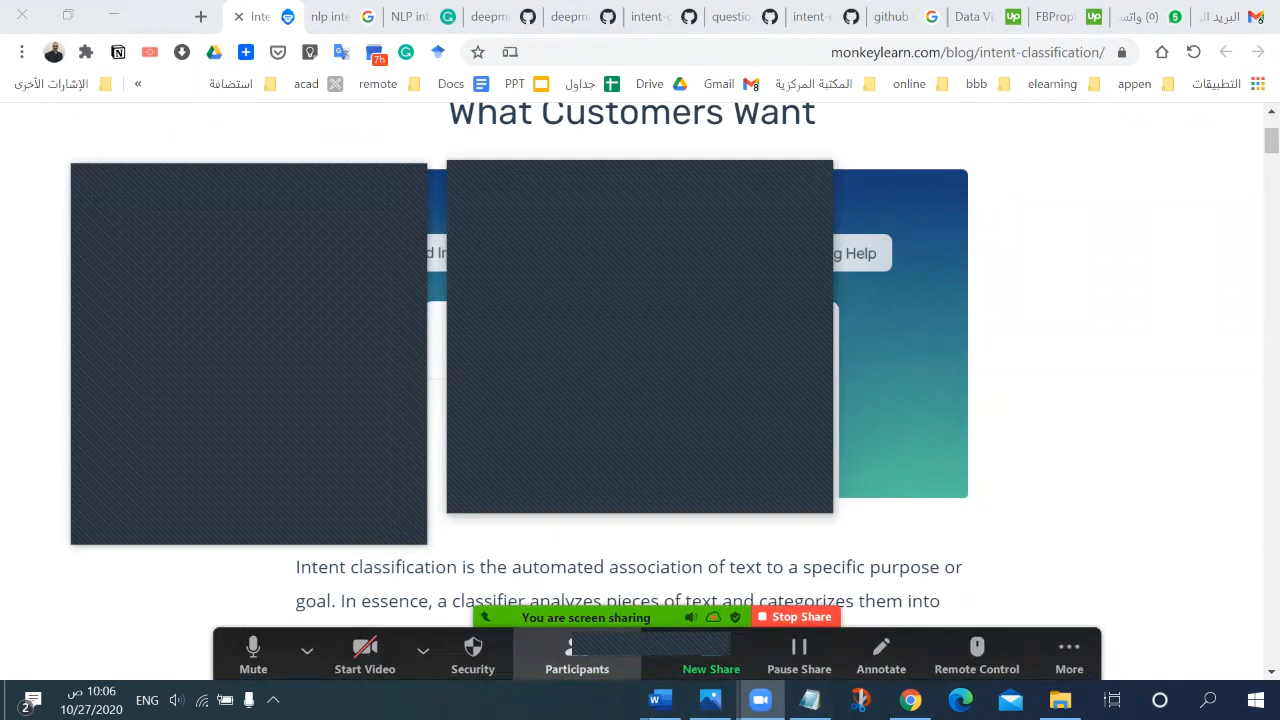 Inte
nlp inte
NLP int
deepm
deepm
intent-c
questio
intent-c
github
Data V
FBProp
(0) واتس
البريد ال
7h
monkeylearn.com/blog/intent-classification/
الإشارات الأخرى
«
استضافة
acad
remote
Docs
PPT
جداول
Drive
Gmail
المكتبة المركزية
online
bbb
elearning
appen
التطبيقات
What Customers Want
d In
g Help
Intent classification is the automated association of text to a specific purpose or
goal. In essence, a classifier analyzes pieces of text and categorizes them into
You are screen sharing
Stop Share
Mute
Start Video
Security
Participants
New Share
Pause Share
Annotate
Remote Control
More
2
10:06 ص
10/27/2020
ENG